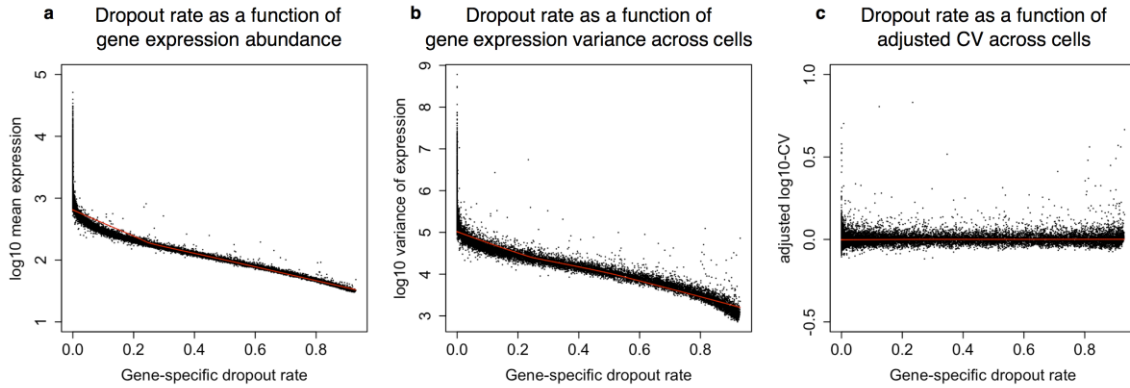 a Dropout rate as a function of
gene expression abundance
log10 mean expression
5
4
3
2
1
0.0 0.2 0.4 0.6 0.8
Gene-specific dropout rate
b Dropout rate as a function of
gene expression variance across cells
log10 variance of expression
9
8
7
6
5
4
3
0.0 0.2 0.4 0.6 0.8
Gene-specific dropout rate
c Dropout rate as a function of
adjusted CV across cells
adjusted log10-CV
1.0
0.5
0.0
-0.5
0.0 0.2 0.4 0.6 0.8
Gene-specific dropout rate